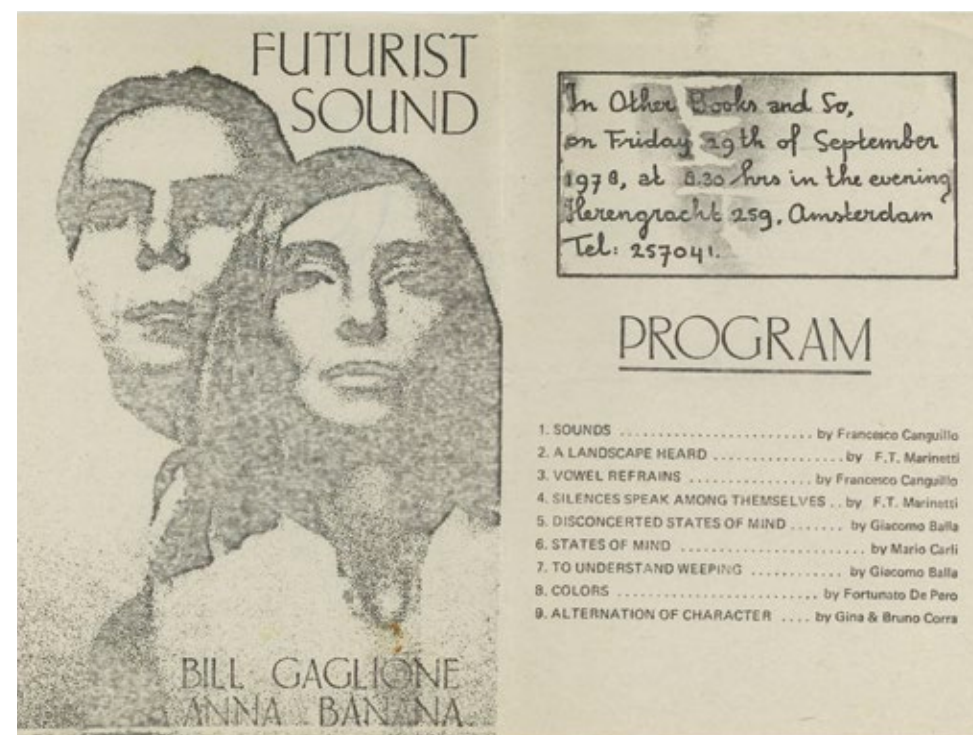 FUTURIST
SOUND
BILL GAGLIONE
ANNA BANANA
In Other Books and So,
on Friday 29th of September
1978, at 8.30 hrs in the evening
Herengracht 259, Amsterdam
Tel: 257041.
PROGRAM
1. SOUNDS ........................ by Francesco Canguillo
2. A LANDSCAPE HEARD ................. by F.T. Marinetti
3. VOWEL REFRAINS ................ by Francesco Canguillo
4. SILENCES SPEAK AMONG THEMSELVES .. by F.T. Marinetti
5. DISCONCERTED STATES OF MIND ....... by Giacomo Balla
6. STATES OF MIND ....................... by Mario Carli
7. TO UNDERSTAND WEEPING ............ by Giacomo Balla
8. COLORS ............................. by Fortunato De Pero
9. ALTERNATION OF CHARACTER .... by Gina & Bruno Corra